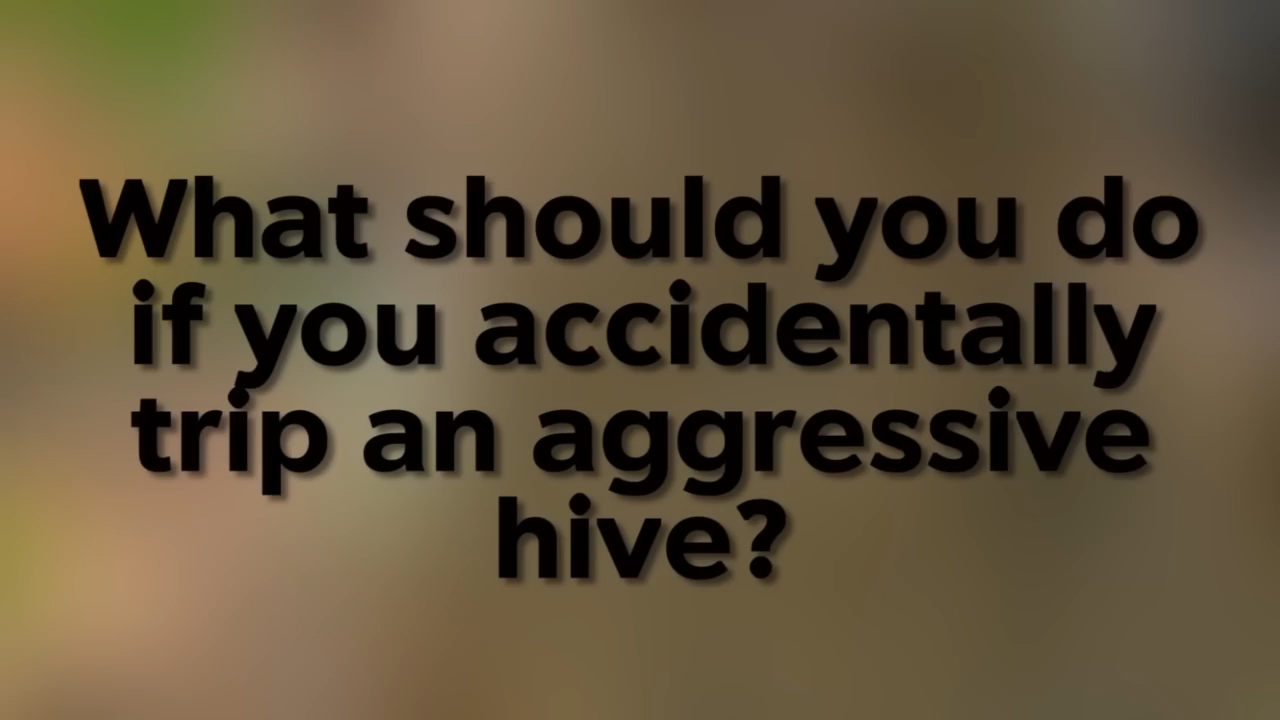 What should you do
if you accidentally
trip an aggressive
hive?